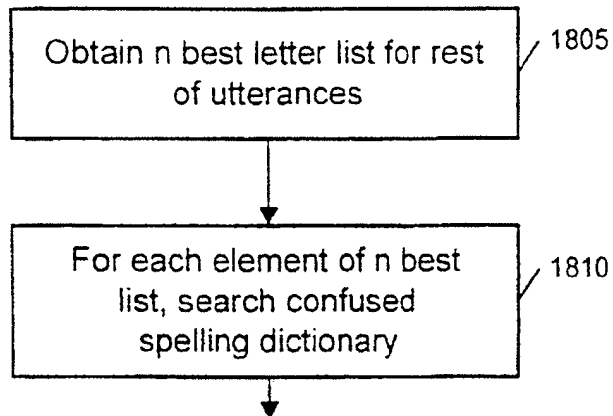 Obtain n best letter list for rest
of utterances
1805
For each element of n best
list, search confused
spelling dictionary
1810